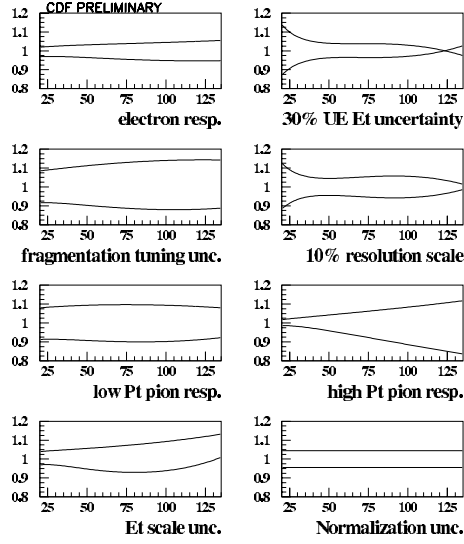 CDF PRELIMINARY
1.2 1.2
1.1 1.1
1 1
0.9 0.9
0.8 0.8
25 50 75 100 125 25 50 75 100 125
electron resp. 30% UE Et uncertainty
1.2 1.2
1.1 1.1
1 1
0.9 0.9
0.8 0.8
25 50 75 100 125 25 50 75 100 125
fragmentation tuning unc. 10% resolution scale
1.2 1.2
1.1 1.1
1 1
0.9 0.9
0.8 0.8
25 50 75 100 125 25 50 75 100 125
low Pt pion resp. high Pt pion resp.
1.2 1.2
1.1 1.1
1 1
0.9 0.9
0.8 0.8
25 50 75 100 125 25 50 75 100 125
Et scale unc. Normalization unc.